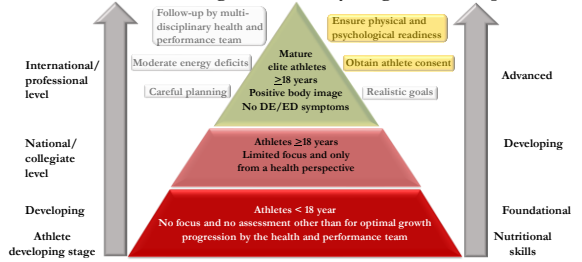 Follow-up by multi-
disciplinary health and
performance team
Ensure physical and
psychological readiness
Moderate energy deficits
Obtain athlete consent
Careful planning
Realistic goals
Mature
elite athletes
≥18 years
Positive body image
No DE/ED symptoms
International/
professional
level
Advanced
Athletes ≥18 years
Limited focus and only
from a health perspective
National/
collegiate
level
Developing
Athletes < 18 year
No focus and no assessment other than for optimal growth
progression by the health and performance team
Developing
Foundational
Athlete
developing stage
Nutritional
skills